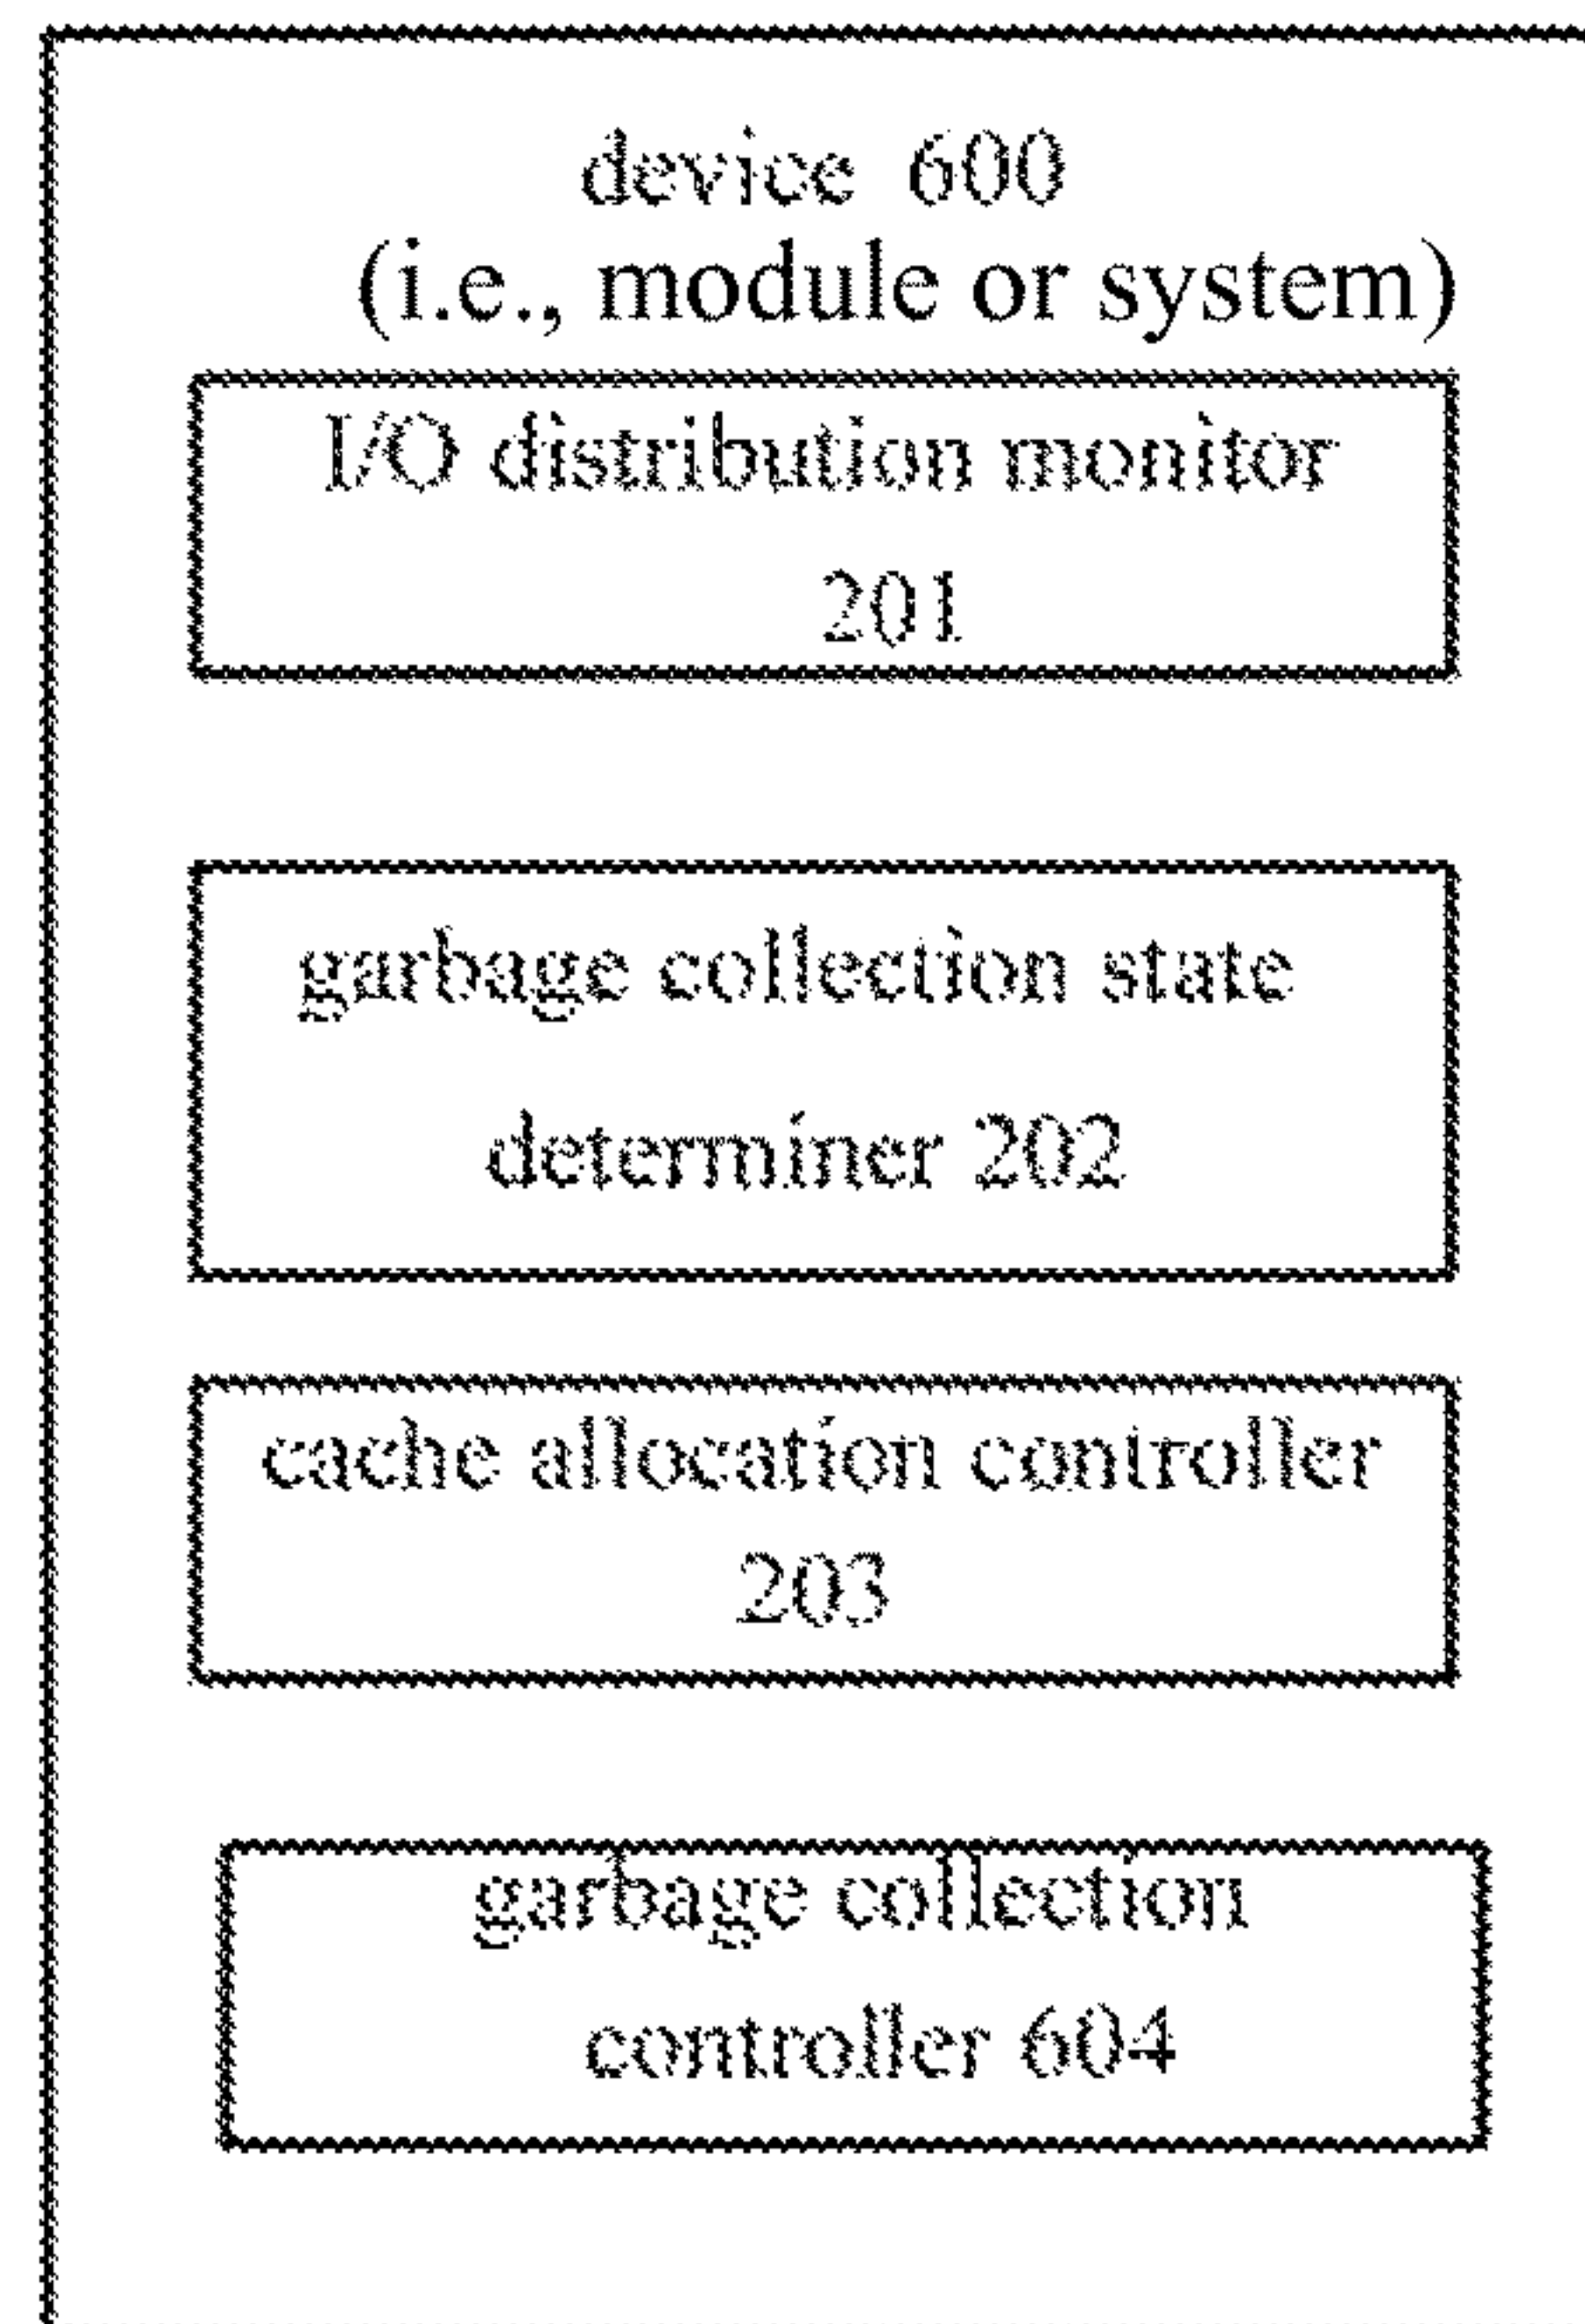 device 600
(i.e., module or system)
I/O distribution monitor
201
garbage collection state
determiner 202
cache allocation controller
203
garbage collection
controller 604